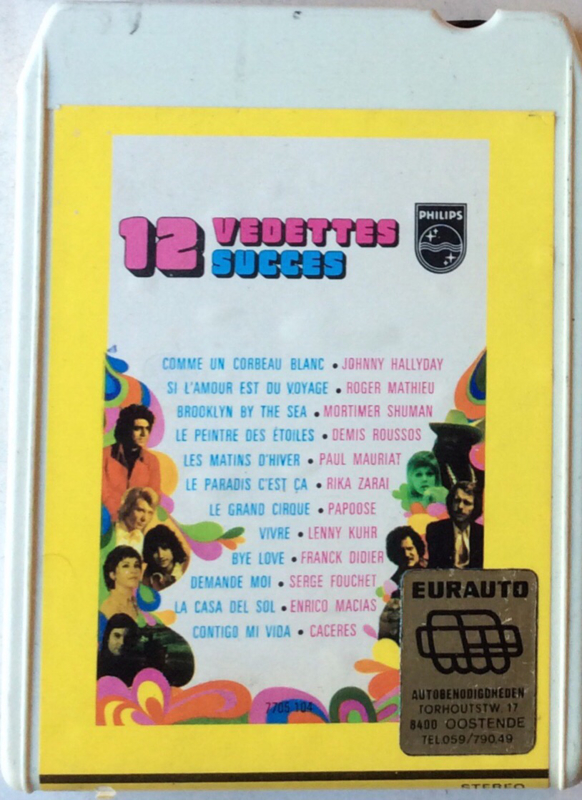 12 VEDETTES
SUCCES
PHILIPS
COMME UN CORBEAU BLANC • JOHNNY HALLYDAY
SI L'AMOUR EST DU VOYAGE • ROGER MATHIEU
BROOKLYN BY THE SEA • MORTIMER SHUMAN
LE PEINTRE DES ÉTOILES • DEMIS ROUSSOS
LES MATINS D'HIVER • PAUL MAURIAT
LE PARADIS C'EST ÇA • RIKA ZARAI
LE GRAND CIRQUE • PAPOOSE
VIVRE • LENNY KUHR
BYE LOVE • FRANCK DIDIER
DEMANDE MOI • SERGE FOUCHET
LA CASA DEL SOL • ENRICO MACIAS
CONTIGO MI VIDA • CACERES
7705 104
EURAUTO
AUTOBENODIGDHEDEN
TORHOUTSTW. 17
8400 OOSTENDE
TEL.059/790.49
STEREO